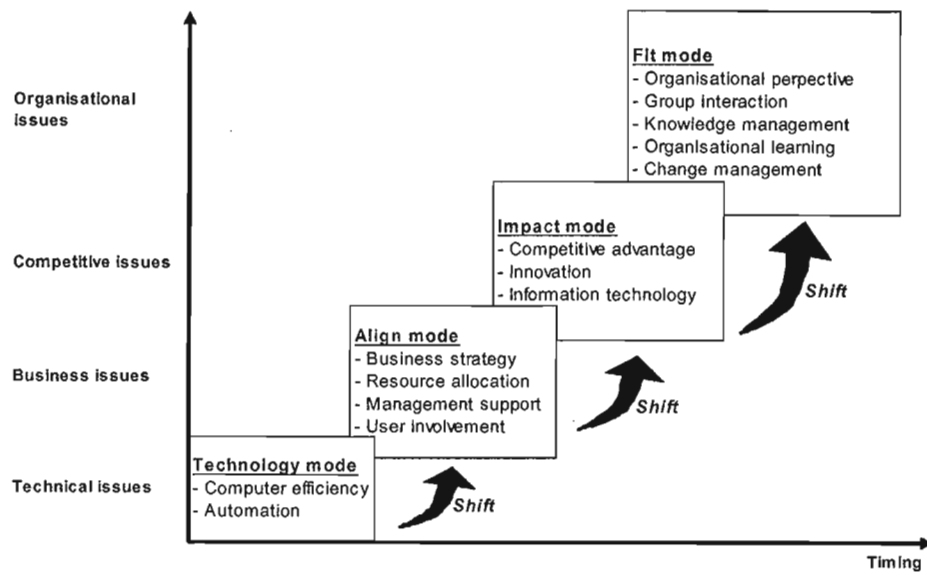 Fit mode
- Organisational perpective
- Group interaction
- Knowledge management
- Organisational learning
- Change management
Organisational
issues
Impact mode
- Competitive advantage
- Innovation
- Information technology
Competitive issues
Shift
Align mode
- Business strategy
- Resource allocation
- Management support
- User involvement
Business issues
Shift
Technology mode
- Computer efficiency
- Automation
Technical issues
Shift
Timing